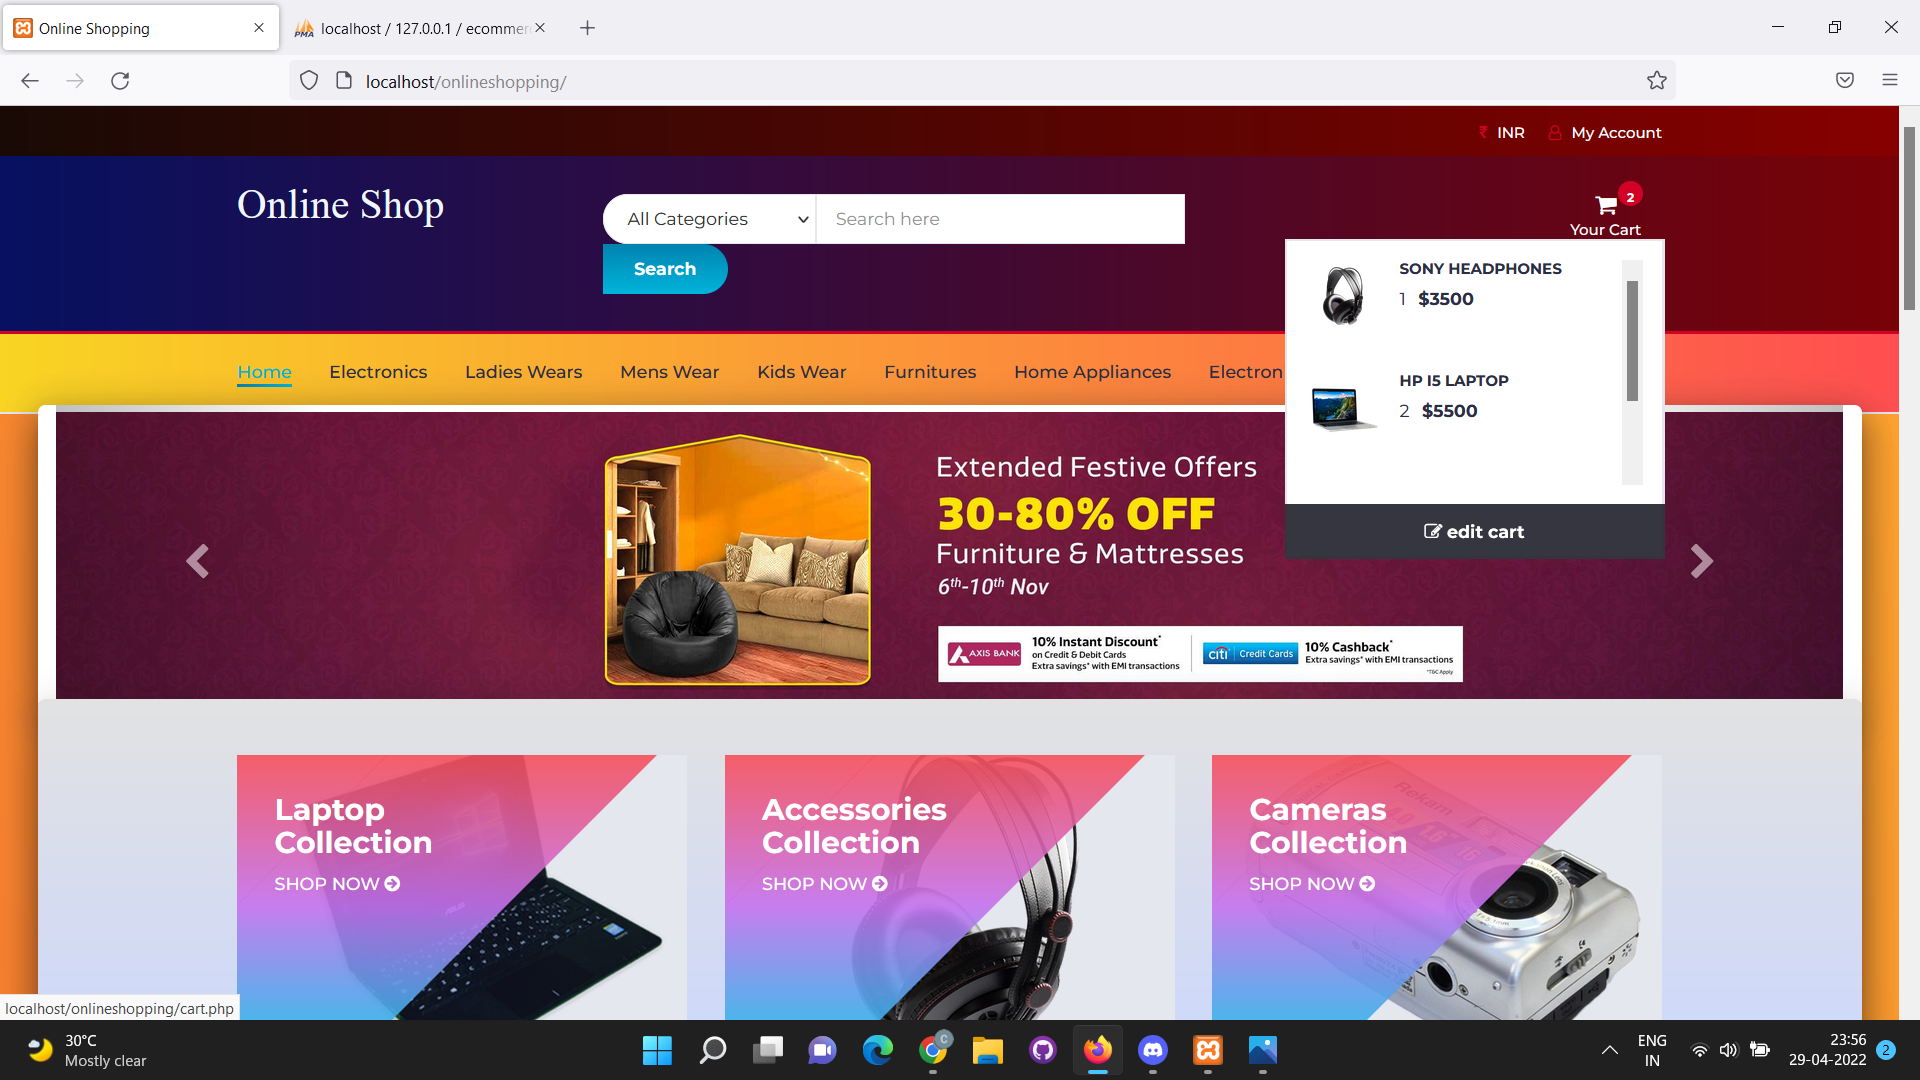 Online Shopping
localhost / 127.0.0.1 / ecommer
localhost/onlineshopping/
₹ INR My Account
Online Shop
All Categories
Search here
Search
2
Your Cart
SONY HEADPHONES
1 $3500
HP I5 LAPTOP
2 $5500
edit cart
Home Electronics Ladies Wears Mens Wear Kids Wear Furnitures Home Appliances Electron
Extended Festive Offers
30-80% OFF
Furniture & Mattresses
6th-10th Nov
AXIS BANK
10% Instant Discount*
on Credit & Debit Cards
Extra savings* with EMI transactions
citi Credit Cards
10% Cashback*
Extra savings* with EMI transactions
*T&C Apply
Laptop
Collection
SHOP NOW
Accessories
Collection
SHOP NOW
Cameras
Collection
SHOP NOW
Rekam
localhost/onlineshopping/cart.php
30°C
Mostly clear
ENG
IN
23:56
29-04-2022
2